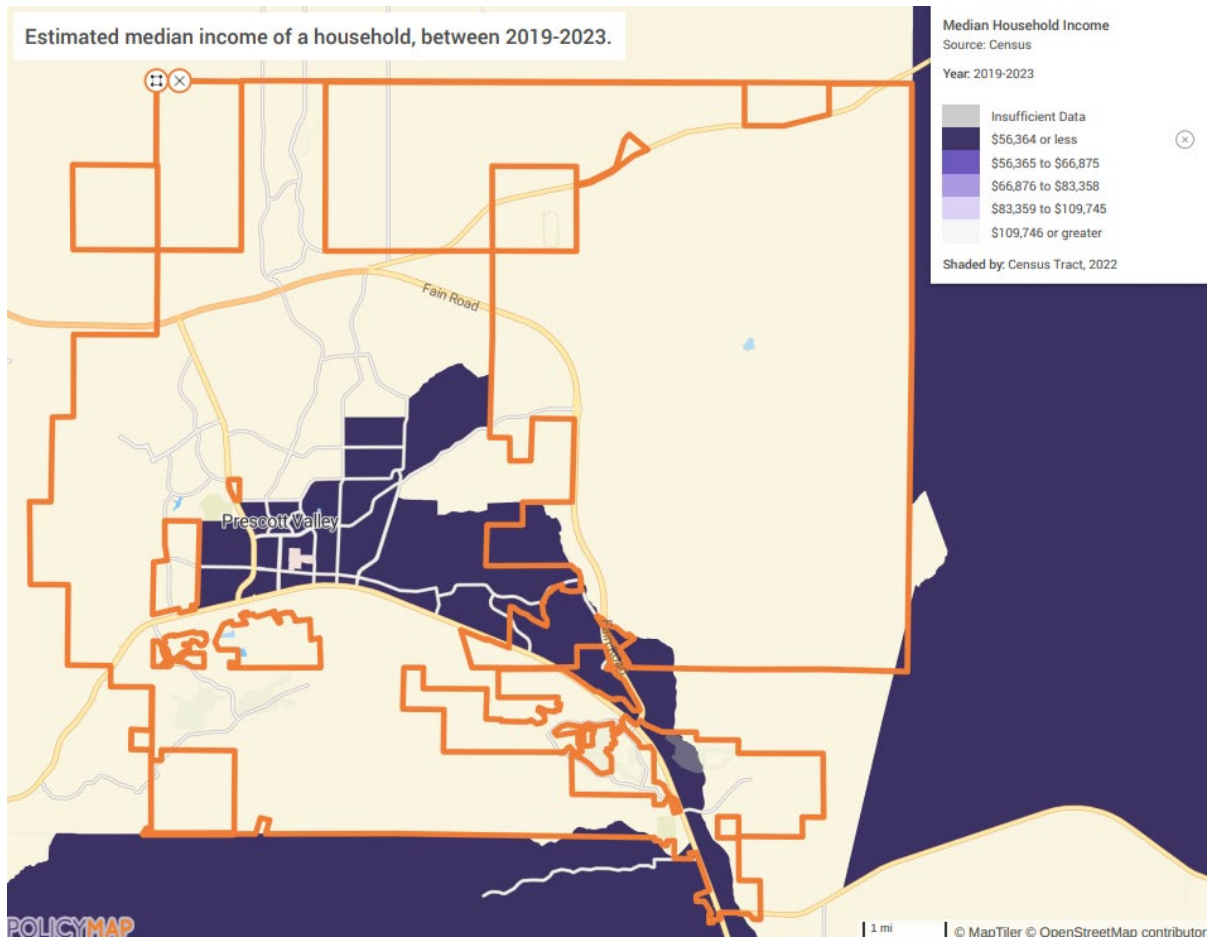 Estimated median income of a household, between 2019-2023.
Median Household Income
Source: Census
Year: 2019-2023
Insufficient Data
$56,364 or less
$56,365 to $66,875
$66,876 to $83,358
$83,359 to $109,745
$109,746 or greater
Shaded by: Census Tract, 2022
Fain Road
Prescott Valley
Fain Road
POLICYMAP
1 mi
© MapTiler © OpenStreetMap contributor